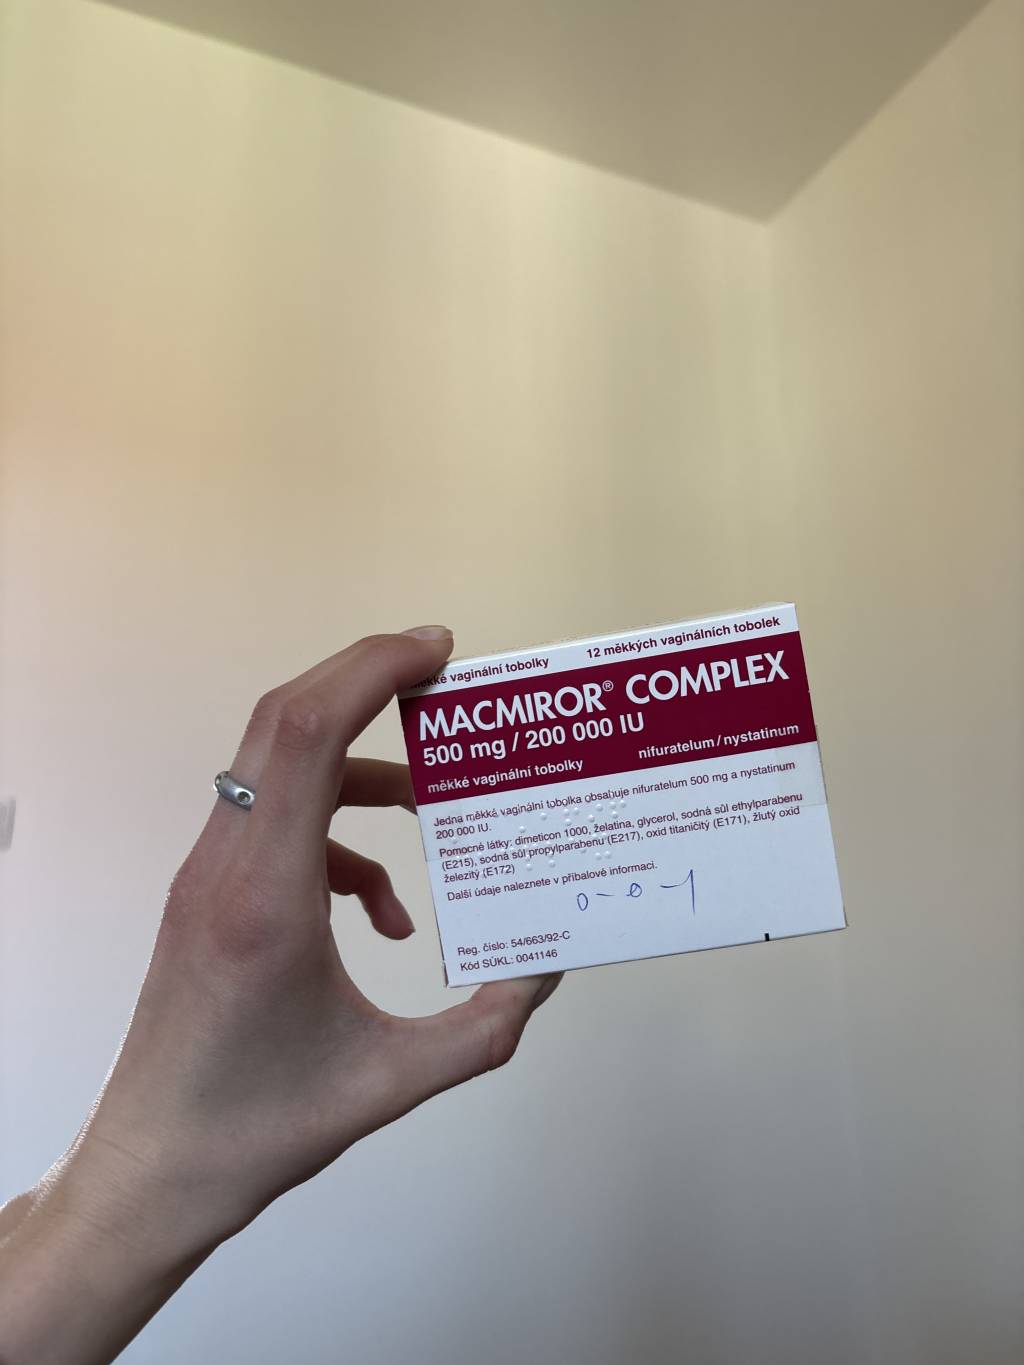 měkké vaginální tobolky 12 měkkých vaginálních tobolek
MACMIROR® COMPLEX
500 mg / 200 000 IU
měkké vaginální tobolky nifuratelum / nystatinum
Jedna měkká vaginální tobolka obsahuje nifuratelum 500 mg a nystatinum
200 000 IU.
Pomocné látky: dimeticon 1000, želatina, glycerol, sodná sůl ethylparabenu
(E215), sodná sůl propylparabenu (E217), oxid titaničitý (E171), žlutý oxid
železitý (E172)
Další údaje naleznete v příbalové informaci.
0-0-1
Reg. číslo: 54/663/92-C
Kód SÚKL: 0041146